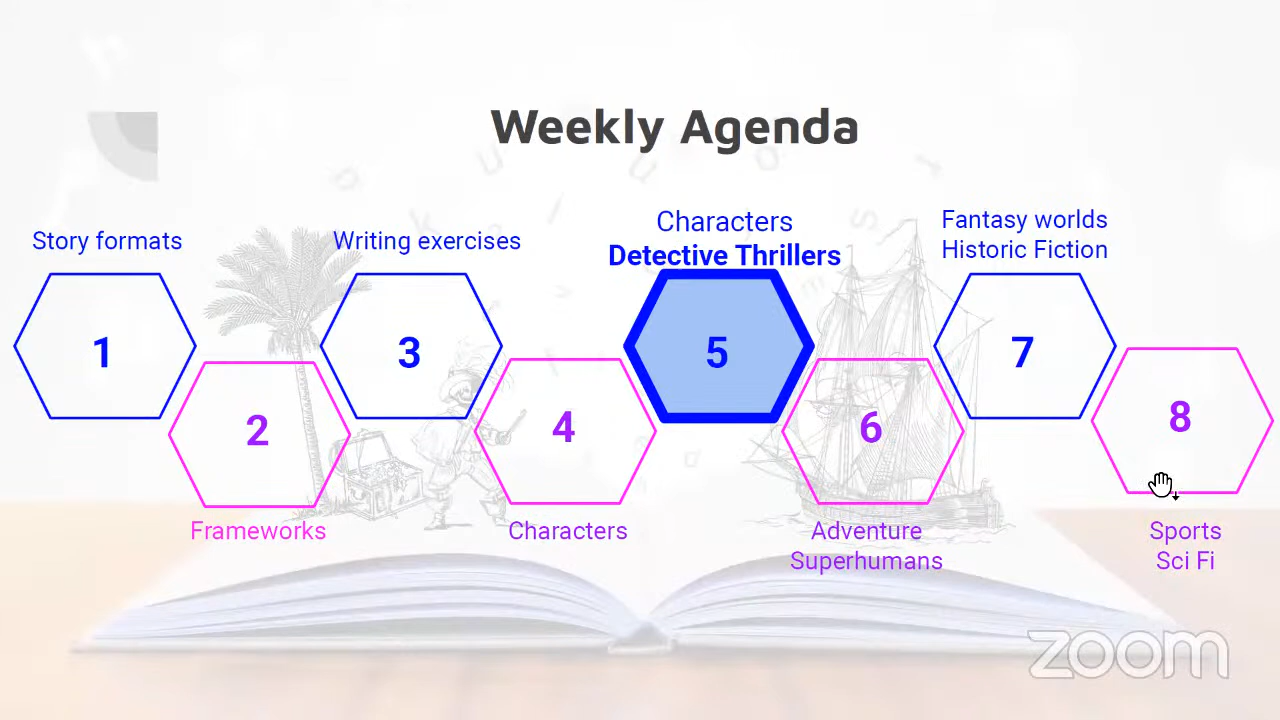 Weekly Agenda
Story formats
1
2
Frameworks
Writing exercises
3
4
Characters
Characters
Detective Thrillers
5
6
Adventure
Superhumans
Fantasy worlds
Historic Fiction
7
8
Sports
Sci Fi
zoom